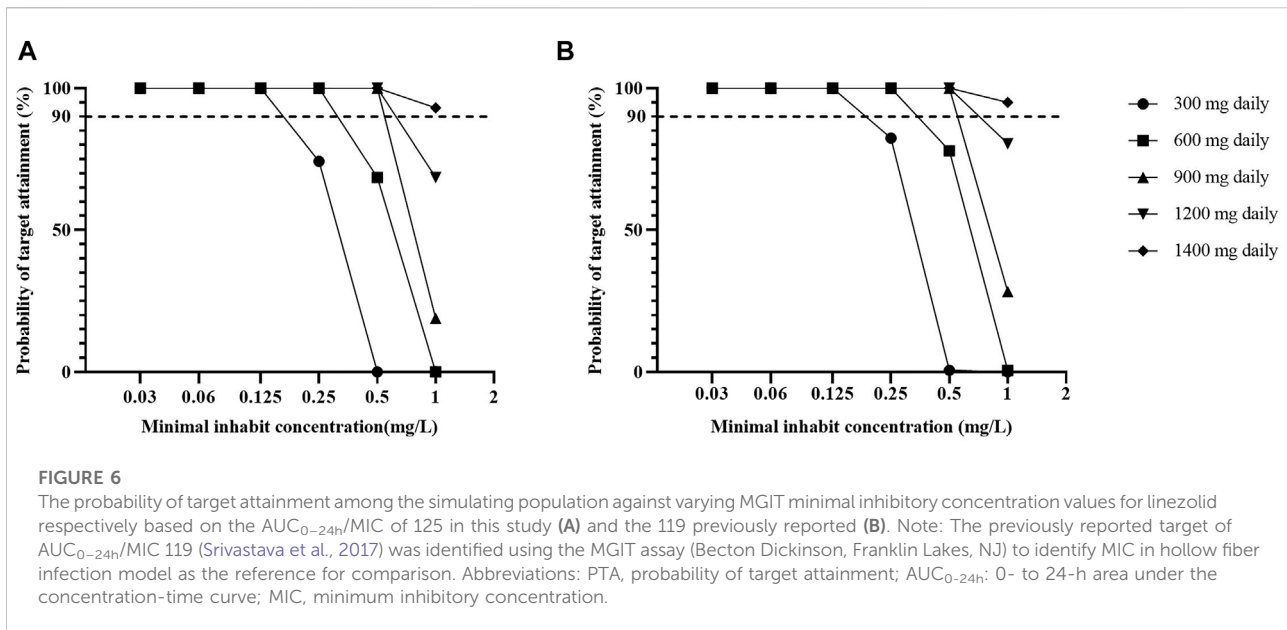 A
B
Probability of target attainment (%)
100
90
50
0
0.03 0.06 0.125 0.25 0.5 1 2
Minimal inhabit concentration(mg/L)
Probability of target attainment (%)
100
90
50
0
0.03 0.06 0.125 0.25 0.5 1 2
Minimal inhabit concentration (mg/L)
300 mg daily
600 mg daily
900 mg daily
1200 mg daily
1400 mg daily
FIGURE 6
The probability of target attainment among the simulating population against varying MGIT minimal inhibitory concentration values for linezolid
respectively based on the AUC₀₋₂₄ₕ/MIC of 125 in this study (A) and the 119 previously reported (B). Note: The previously reported target of
AUC₀₋₂₄ₕ/MIC 119 (Srivastava et al., 2017) was identified using the MGIT assay (Becton Dickinson, Franklin Lakes, NJ) to identify MIC in hollow fiber
infection model as the reference for comparison. Abbreviations: PTA, probability of target attainment; AUC₀₋₂₄ₕ: 0- to 24-h area under the
concentration-time curve; MIC, minimum inhibitory concentration.